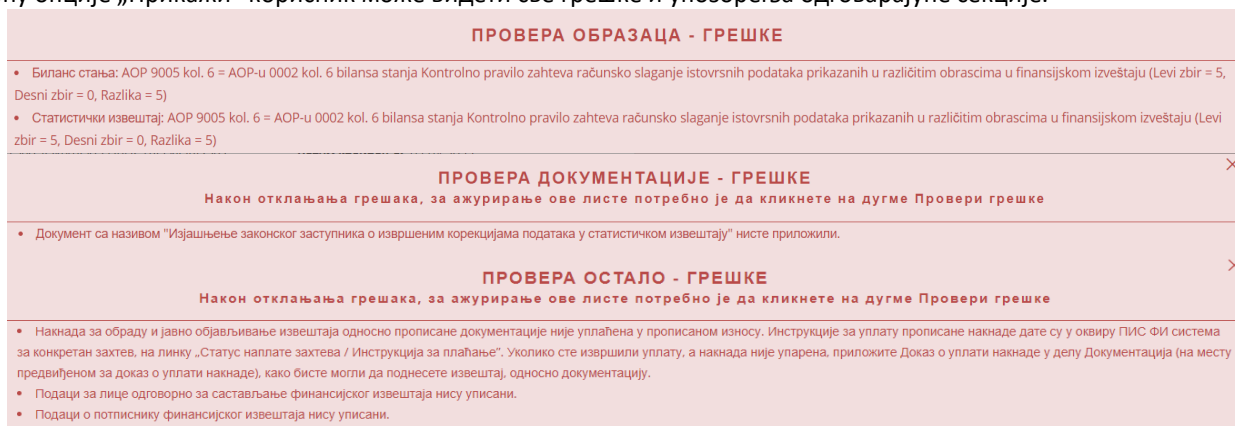 опције „Прикажи“ корисник може видети све грешке и упозорења одговарајуће секције.
ПРОВЕРА ОБРАЗАЦА - ГРЕШКЕ
• Биланс стања: AOP 9005 kol. 6 = AOP-u 0002 kol. 6 bilansa stanja Kontrolno pravilo zahteva računsko slaganje istovrsnih podataka prikazanih u različitim obrascima u finansijskom izveštaju (Levi zbir = 5,
Desni zbir = 0, Razlika = 5)
• Статистички извештај: AOP 9005 kol. 6 = AOP-u 0002 kol. 6 bilansa stanja Kontrolno pravilo zahteva računsko slaganje istovrsnih podataka prikazanih u različitim obrascima u finansijskom izveštaju (Levi
zbir = 5, Desni zbir = 0, Razlika = 5)
ПРОВЕРА ДОКУМЕНТАЦИЈЕ - ГРЕШКЕ
Након отклањања грешака, за ажурирање ове листе потребно је да кликнете на дугме Провери грешке
• Документ са називом "Изјашњење законског заступника о извршеним корекцијама података у статистичком извештају" нисте приложили.
ПРОВЕРА ОСТАЛО - ГРЕШКЕ
Након отклањања грешака, за ажурирање ове листе потребно је да кликнете на дугме Провери грешке
• Накнада за обраду и јавно објављивање извештаја односно прописане документације није уплаћена у прописаном износу. Инструкције за уплату прописане накнаде дате су у оквиру ПИС ФИ система
за конкретан захтев, на линку „Статус наплате захтева / Инструкција за плаћање“. Уколико сте извршили уплату, а накнада није упарена, приложите Доказ о уплати накнаде у делу Документација (на месту
предвиђеном за доказ о уплати накнаде), како бисте могли да поднесете извештај, односно документацију.
• Подаци за лице одговорно за састављање финансијског извештаја нису уписани.
• Подаци о потписнику финансијског извештаја нису уписани.